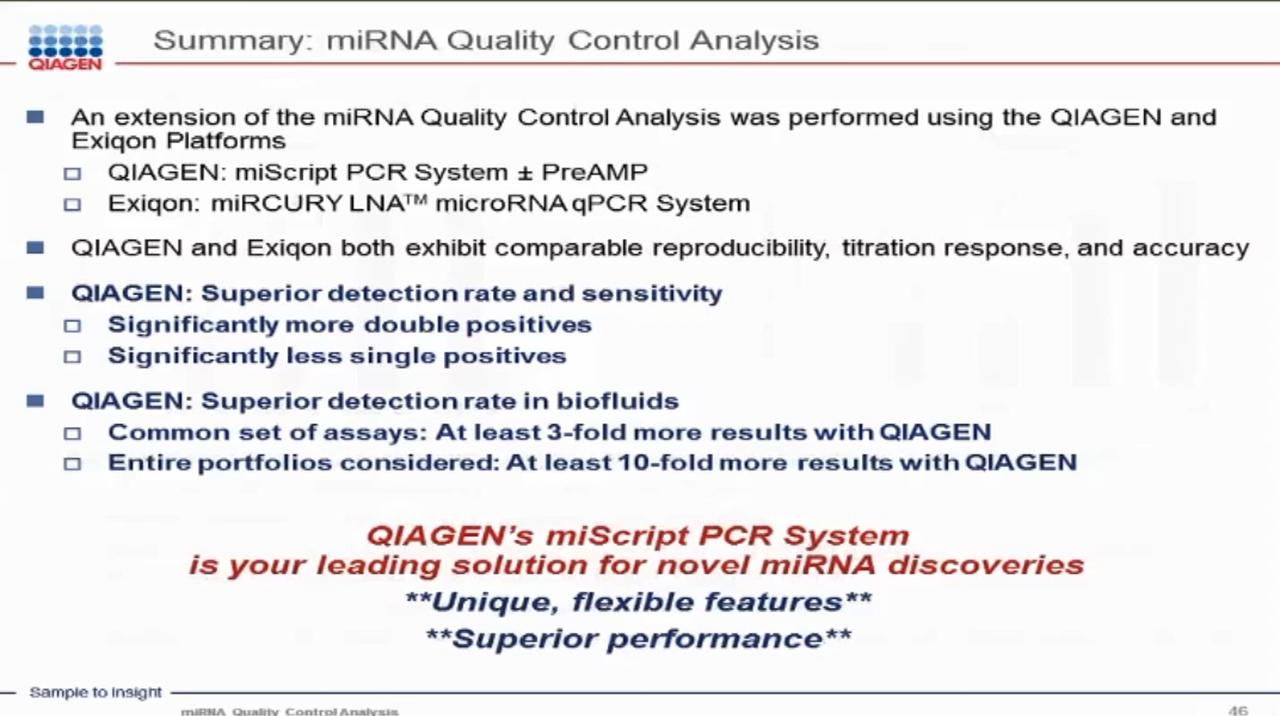 Summary: miRNA Quality Control Analysis
QIAGEN
An extension of the miRNA Quality Control Analysis was performed using the QIAGEN and
Exiqon Platforms
QIAGEN: miScript PCR System ± PreAMP
Exiqon: miRCURY LNA™ microRNA qPCR System
QIAGEN and Exiqon both exhibit comparable reproducibility, titration response, and accuracy
QIAGEN: Superior detection rate and sensitivity
Significantly more double positives
Significantly less single positives
QIAGEN: Superior detection rate in biofluids
Common set of assays: At least 3-fold more results with QIAGEN
Entire portfolios considered: At least 10-fold more results with QIAGEN
QIAGEN's miScript PCR System
is your leading solution for novel miRNA discoveries
**Unique, flexible features**
**Superior performance**
Sample to Insight
miRNA Quality Control Analysis
46